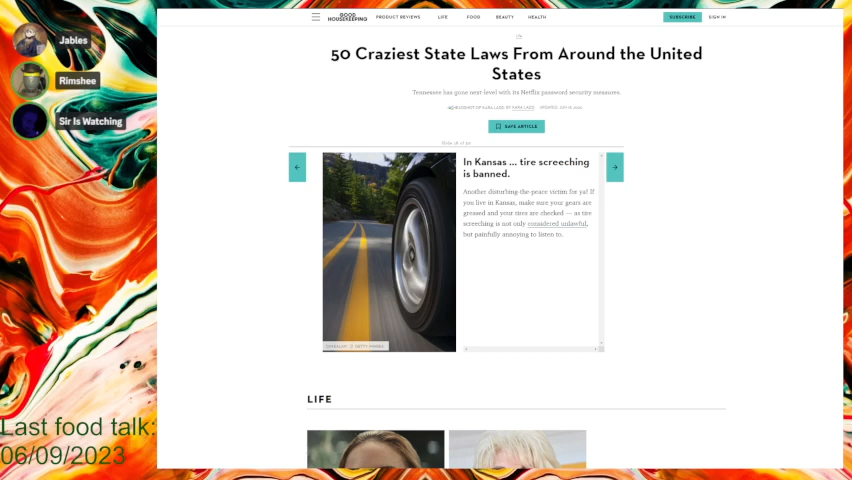 Jables
Rimshee
Sir Is Watching
GOOD
HOUSEKEEPING
PRODUCT REVIEWS
LIFE
FOOD
BEAUTY
HEALTH
SUBSCRIBE
SIGN IN
50 Craziest State Laws From Around the United
States
Tennessee has gone next-level with its Netflix password security measures.
SAVE ARTICLE
In Kansas ... tire screeching
is banned.
Another disturbing-the-peace victim for ya! If
you live in Kansas, make sure your gears are
greased and your tires are checked — as tire
screeching is not only considered unlawful,
but painfully annoying to listen to.
LIFE
Last food talk:
06/09/2023